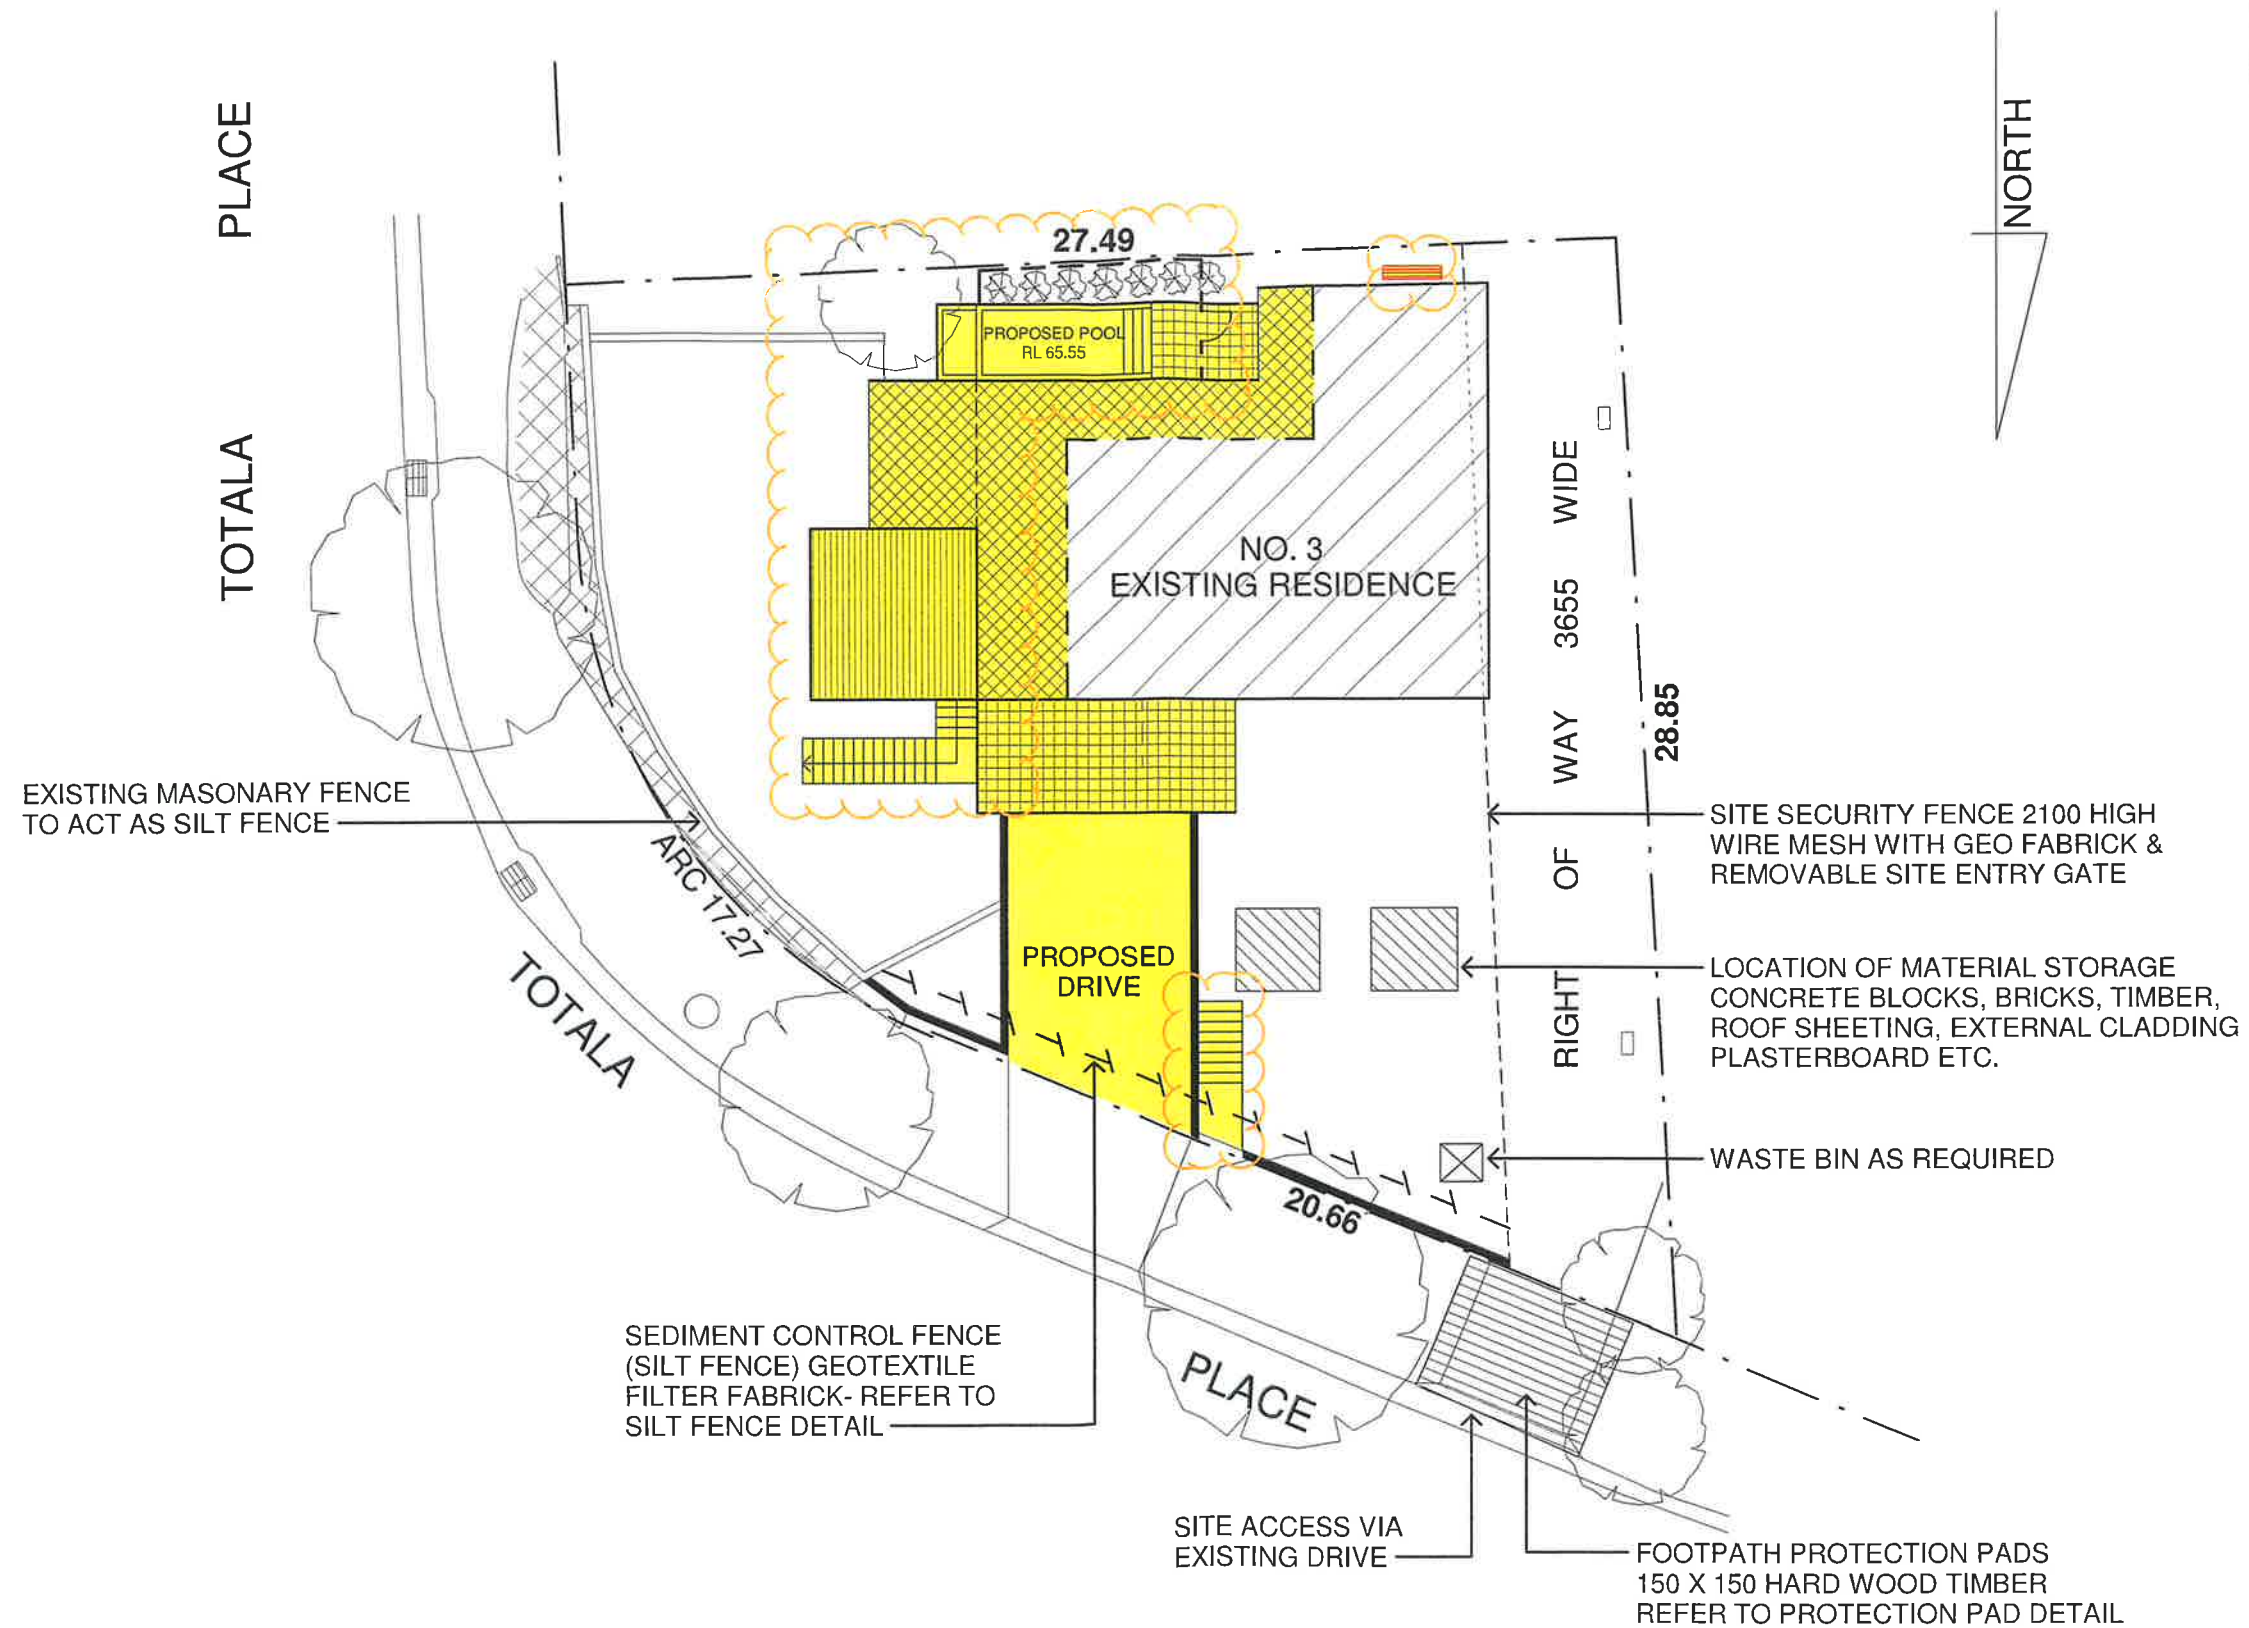 PLACE
TOTALA
NORTH
27.49
PROPOSED POOL
RL 65.55
NO. 3
EXISTING RESIDENCE
RIGHT OF WAY 3655 WIDE
28.85
EXISTING MASONARY FENCE
TO ACT AS SILT FENCE
ARC 17.27
TOTALA
PROPOSED
DRIVE
SITE SECURITY FENCE 2100 HIGH
WIRE MESH WITH GEO FABRICK &
REMOVABLE SITE ENTRY GATE
LOCATION OF MATERIAL STORAGE
CONCRETE BLOCKS, BRICKS, TIMBER,
ROOF SHEETING, EXTERNAL CLADDING
PLASTERBOARD ETC.
WASTE BIN AS REQUIRED
20.66
PLACE
SEDIMENT CONTROL FENCE
(SILT FENCE) GEOTEXTILE
FILTER FABRICK- REFER TO
SILT FENCE DETAIL
SITE ACCESS VIA
EXISTING DRIVE
FOOTPATH PROTECTION PADS
150 X 150 HARD WOOD TIMBER
REFER TO PROTECTION PAD DETAIL